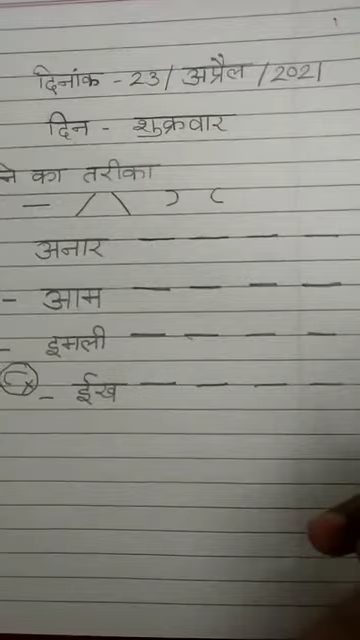 दिनांक - 23/ अप्रैल /2021
दिन - शुक्रवार
ने का तरीका
अनार
- आम
- इमली
- ईख